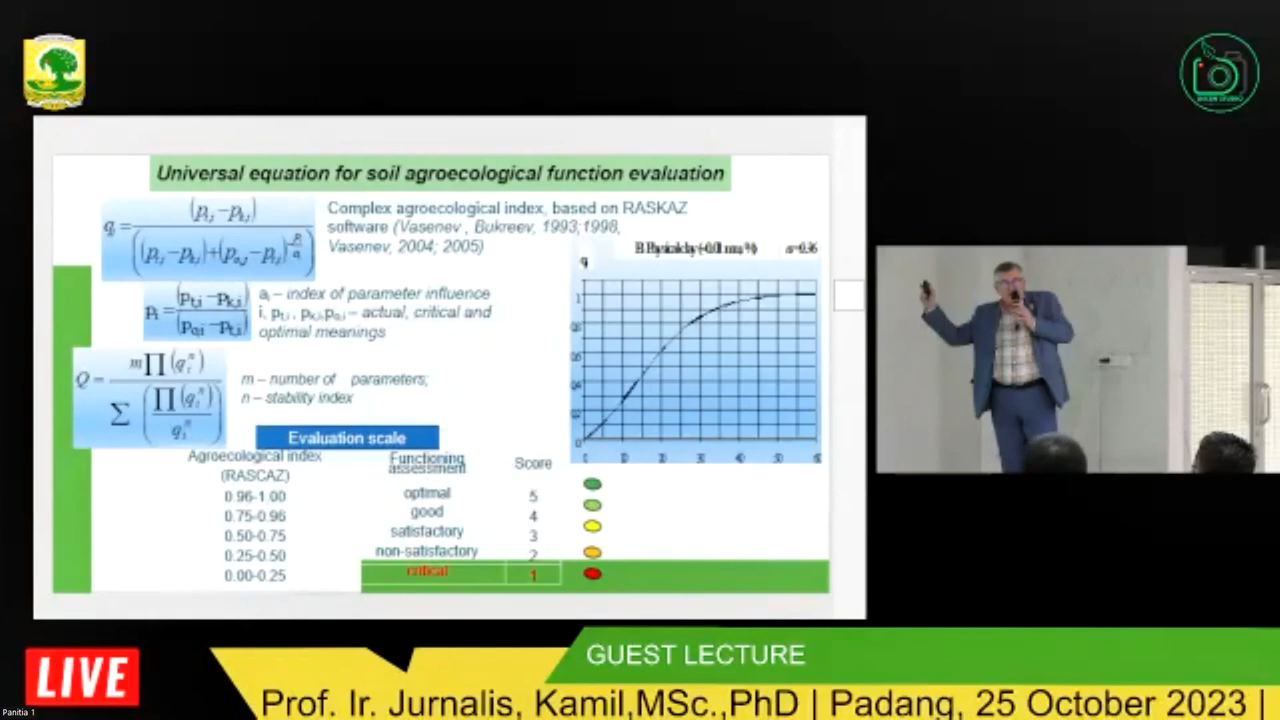 Universal equation for soil agroecological function evaluation
Complex agroecological index, based on RASKAZ
software (Vasenev , Bukreev, 1993;1998,
Vasenev, 2004; 2005)
a_i – index of parameter influence
i, p_t,i , p_k,i, p_o,i – actual, critical and
optimal meanings
m – number of parameters;
n – stability index
Evaluation scale
Agroecological index
(RASCAZ)
Functioning
assessment
Score
0.96-1.00 optimal 5
0.75-0.96 good 4
0.50-0.75 satisfactory 3
0.25-0.50 non-satisfactory 2
0.00-0.25 critical 1
LIVE
GUEST LECTURE
Prof. Ir. Jurnalis, Kamil,MSc.,PhD | Padang, 25 October 2023 |
Panitia 1